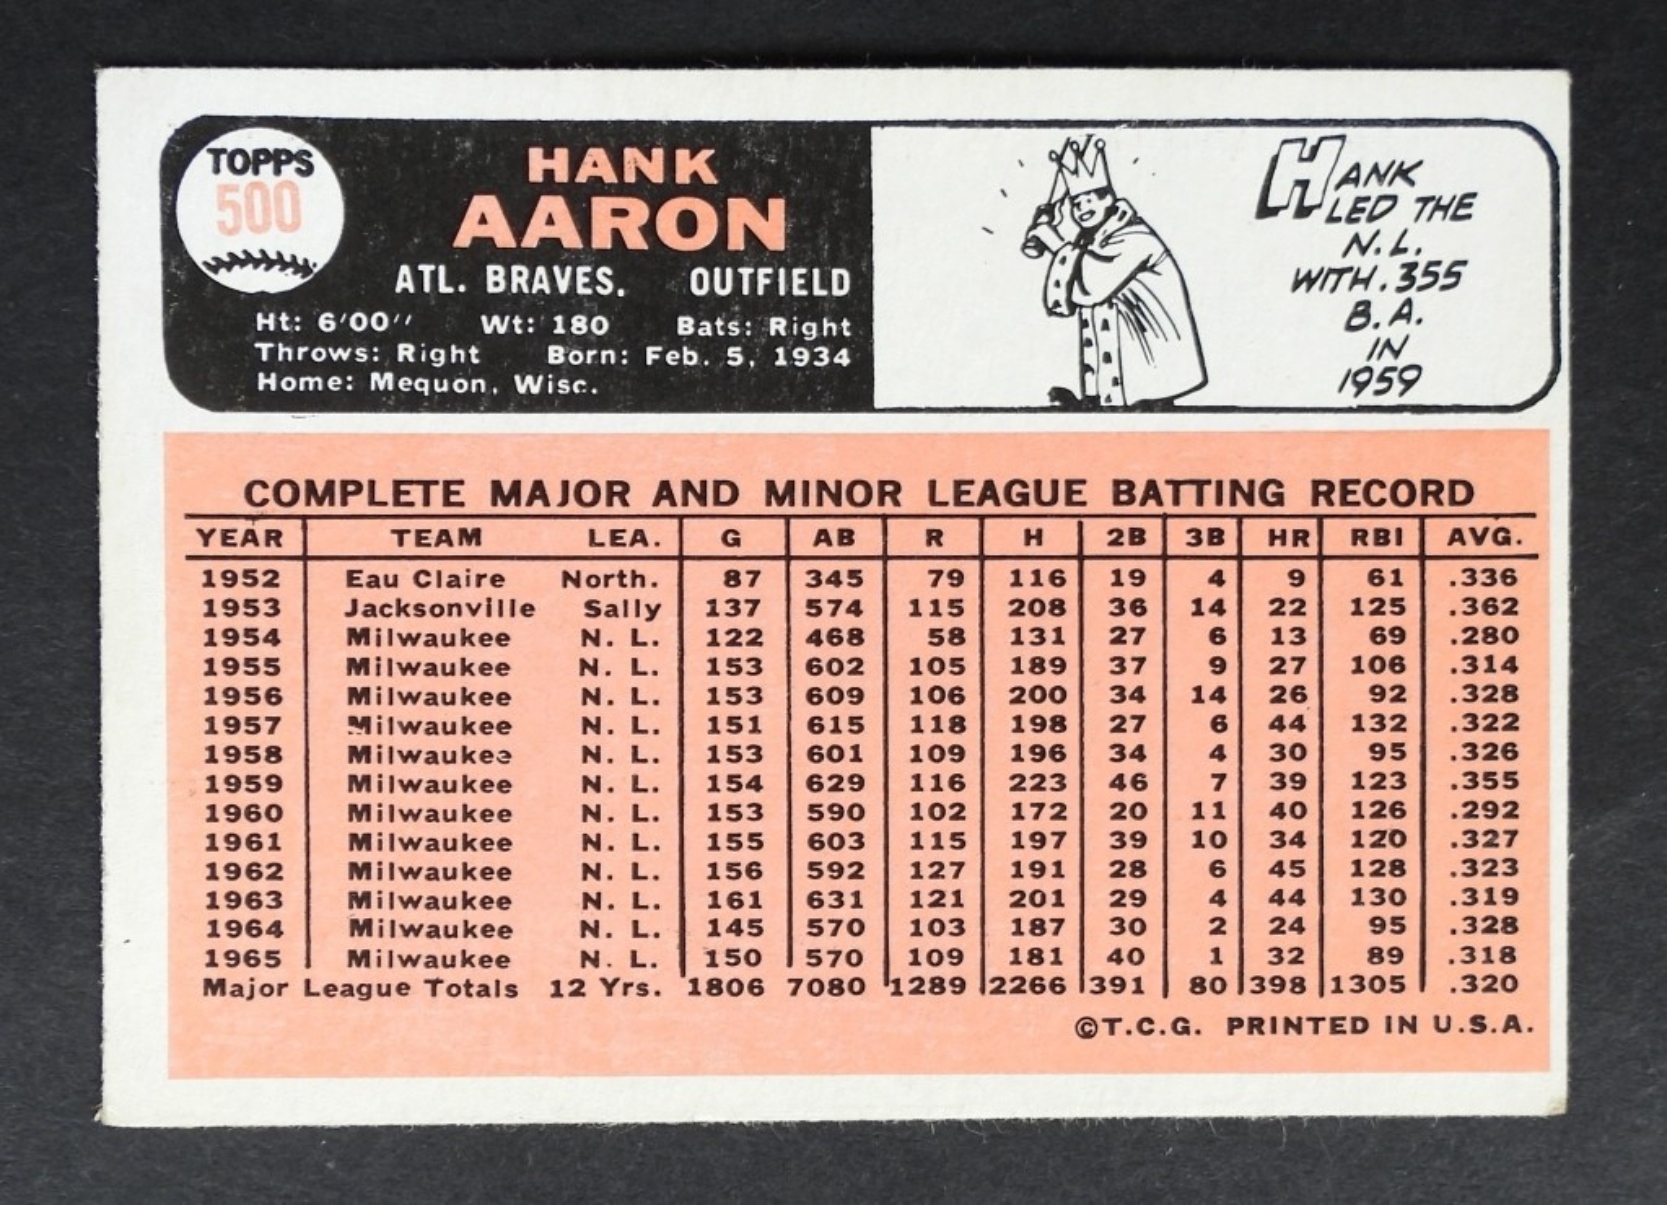 TOPPS
500
HANK
AARON
ATL. BRAVES. OUTFIELD
Ht: 6'00'' Wt: 180 Bats: Right
Throws: Right Born: Feb. 5, 1934
Home: Mequon, Wisc.
HANK
LED THE
N.L.
WITH .355
B.A.
IN
1959
COMPLETE MAJOR AND MINOR LEAGUE BATTING RECORD
YEAR TEAM LEA. G AB R H 2B 3B HR RBI AVG.
1952 Eau Claire North. 87 345 79 116 19 4 9 61 .336
1953 Jacksonville Sally 137 574 115 208 36 14 22 125 .362
1954 Milwaukee N. L. 122 468 58 131 27 6 13 69 .280
1955 Milwaukee N. L. 153 602 105 189 37 9 27 106 .314
1956 Milwaukee N. L. 153 609 106 200 34 14 26 92 .328
1957 Milwaukee N. L. 151 615 118 198 27 6 44 132 .322
1958 Milwaukee N. L. 153 601 109 196 34 4 30 95 .326
1959 Milwaukee N. L. 154 629 116 223 46 7 39 123 .355
1960 Milwaukee N. L. 153 590 102 172 20 11 40 126 .292
1961 Milwaukee N. L. 155 603 115 197 39 10 34 120 .327
1962 Milwaukee N. L. 156 592 127 191 28 6 45 128 .323
1963 Milwaukee N. L. 161 631 121 201 29 4 44 130 .319
1964 Milwaukee N. L. 145 570 103 187 30 2 24 95 .328
1965 Milwaukee N. L. 150 570 109 181 40 1 32 89 .318
Major League Totals 12 Yrs. 1806 7080 1289 2266 391 80 398 1305 .320
©T.C.G. PRINTED IN U.S.A.